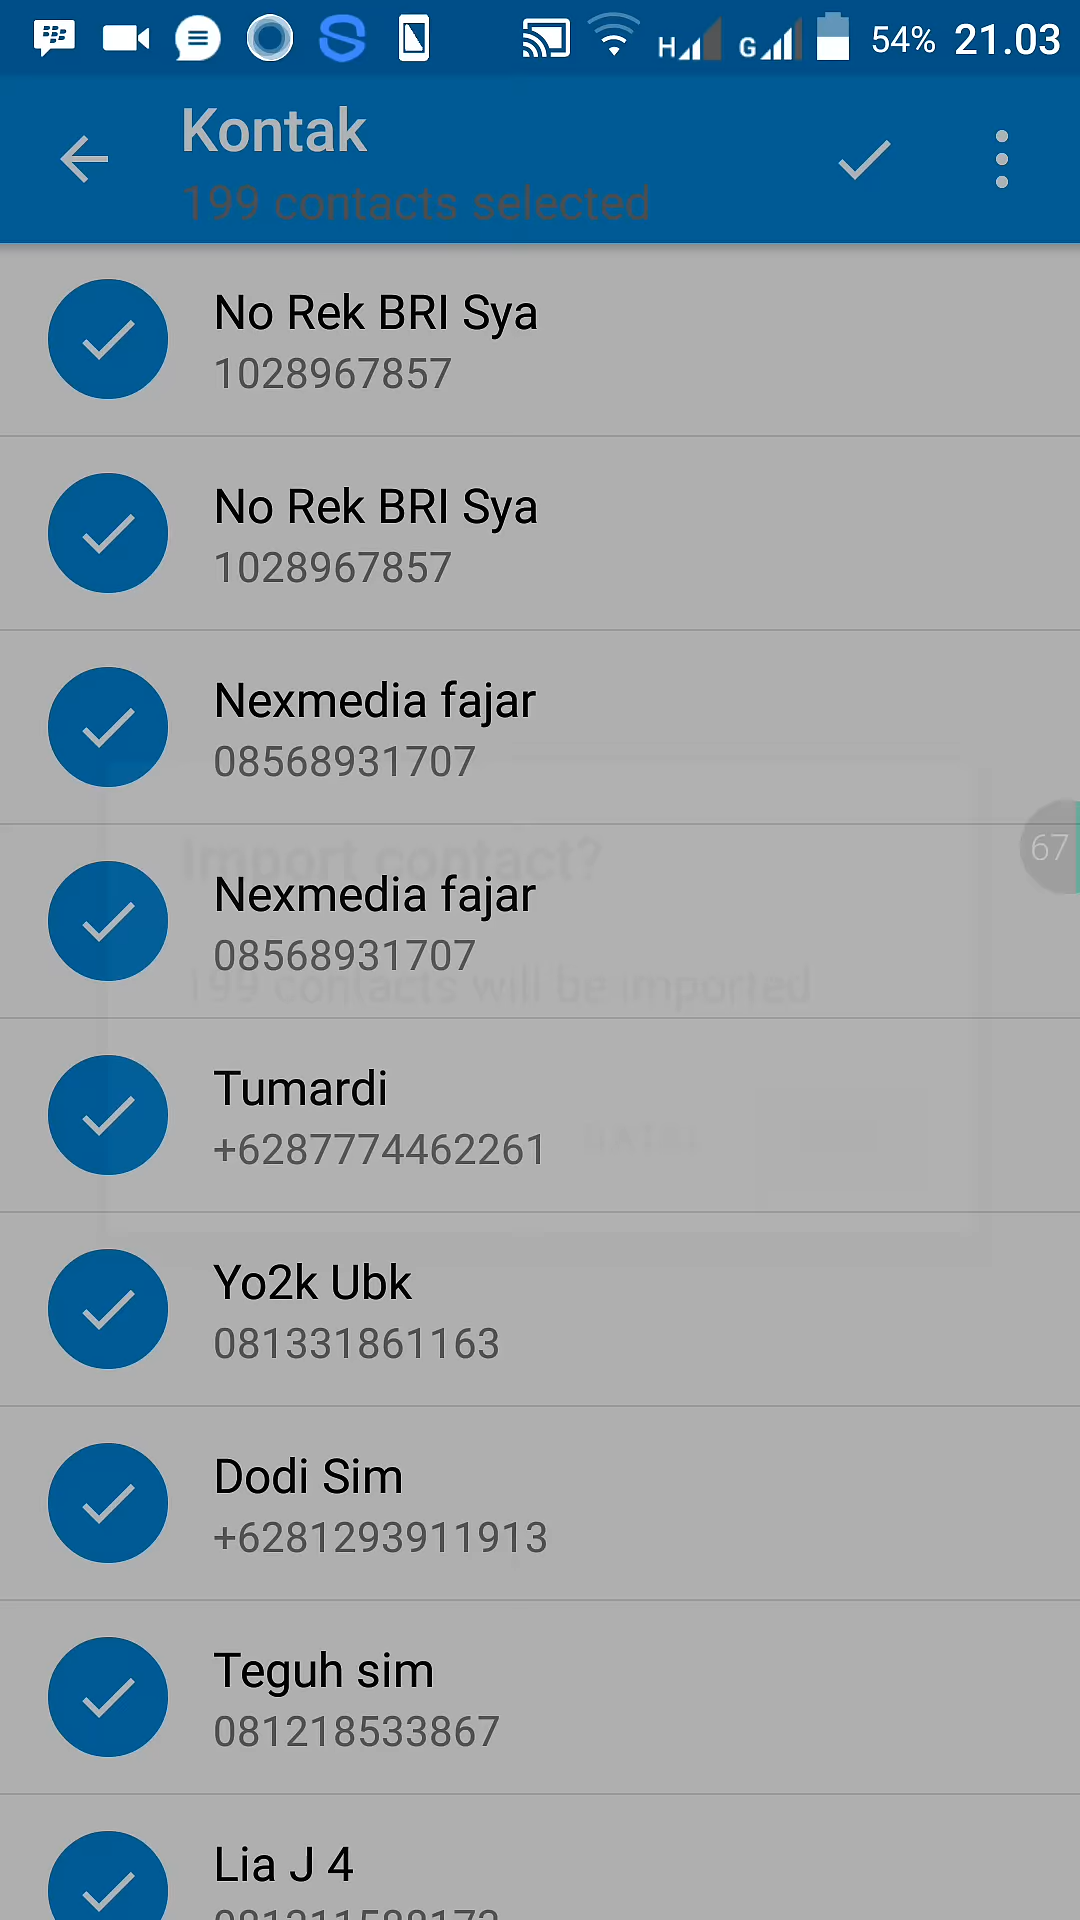 H G 54% 21.03
Kontak
199 contacts selected
No Rek BRI Sya
1028967857
No Rek BRI Sya
1028967857
Nexmedia fajar
08568931707
67
Import contact?
Nexmedia fajar
08568931707
199 contacts will be imported
Tumardi
+6287774462261
BATAL
Yo2k Ubk
081331861163
Dodi Sim
+6281293911913
Teguh sim
081218533867
Lia J 4